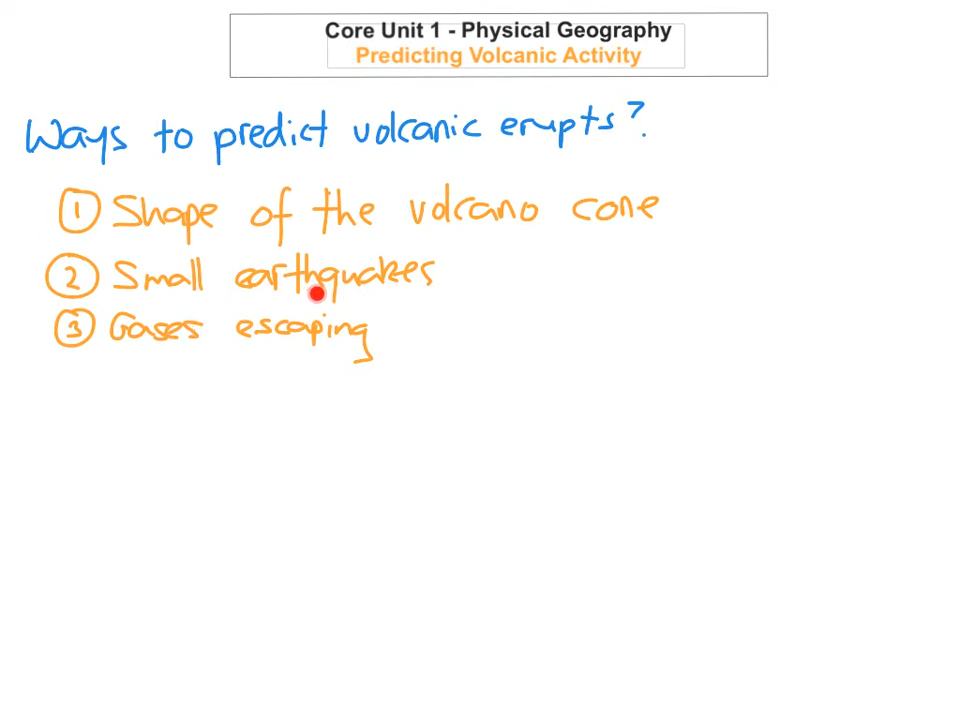 Core Unit 1 - Physical Geography
Predicting Volcanic Activity
Ways to predict volcanic erupts?
① Shape of the volcano cone
② Small earthquakes
③ Gases escaping